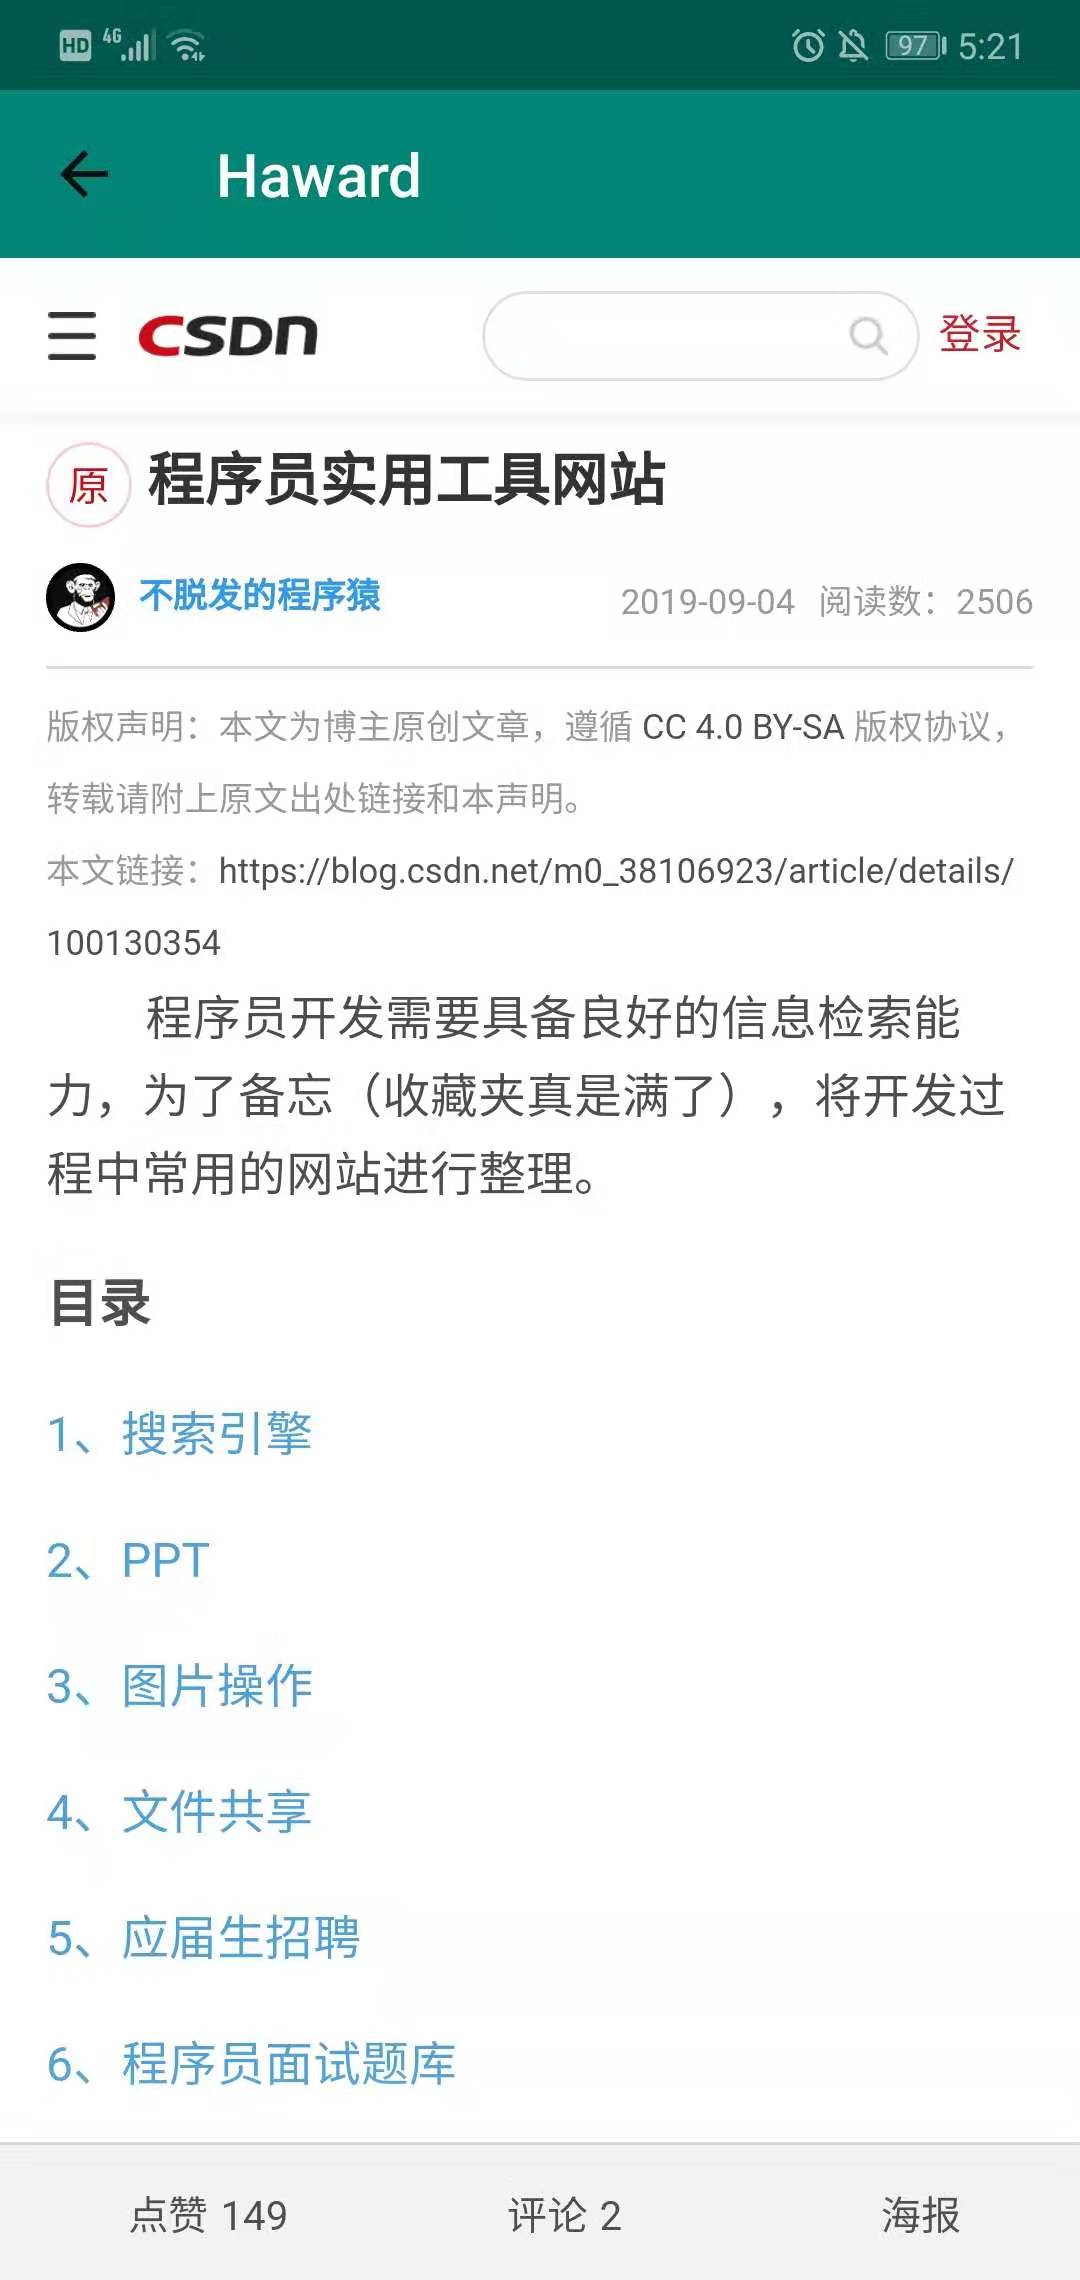 HD 4G 97 5:21
Haward
CSDN 登录
原 程序员实用工具网站
不脱发的程序猿 2019-09-04 阅读数：2506
版权声明：本文为博主原创文章，遵循 CC 4.0 BY-SA 版权协议，
转载请附上原文出处链接和本声明。
本文链接：https://blog.csdn.net/m0_38106923/article/details/
100130354
程序员开发需要具备良好的信息检索能
力，为了备忘（收藏夹真是满了），将开发过
程中常用的网站进行整理。
目录
1、搜索引擎
2、PPT
3、图片操作
4、文件共享
5、应届生招聘
6、程序员面试题库
点赞 149 评论 2 海报